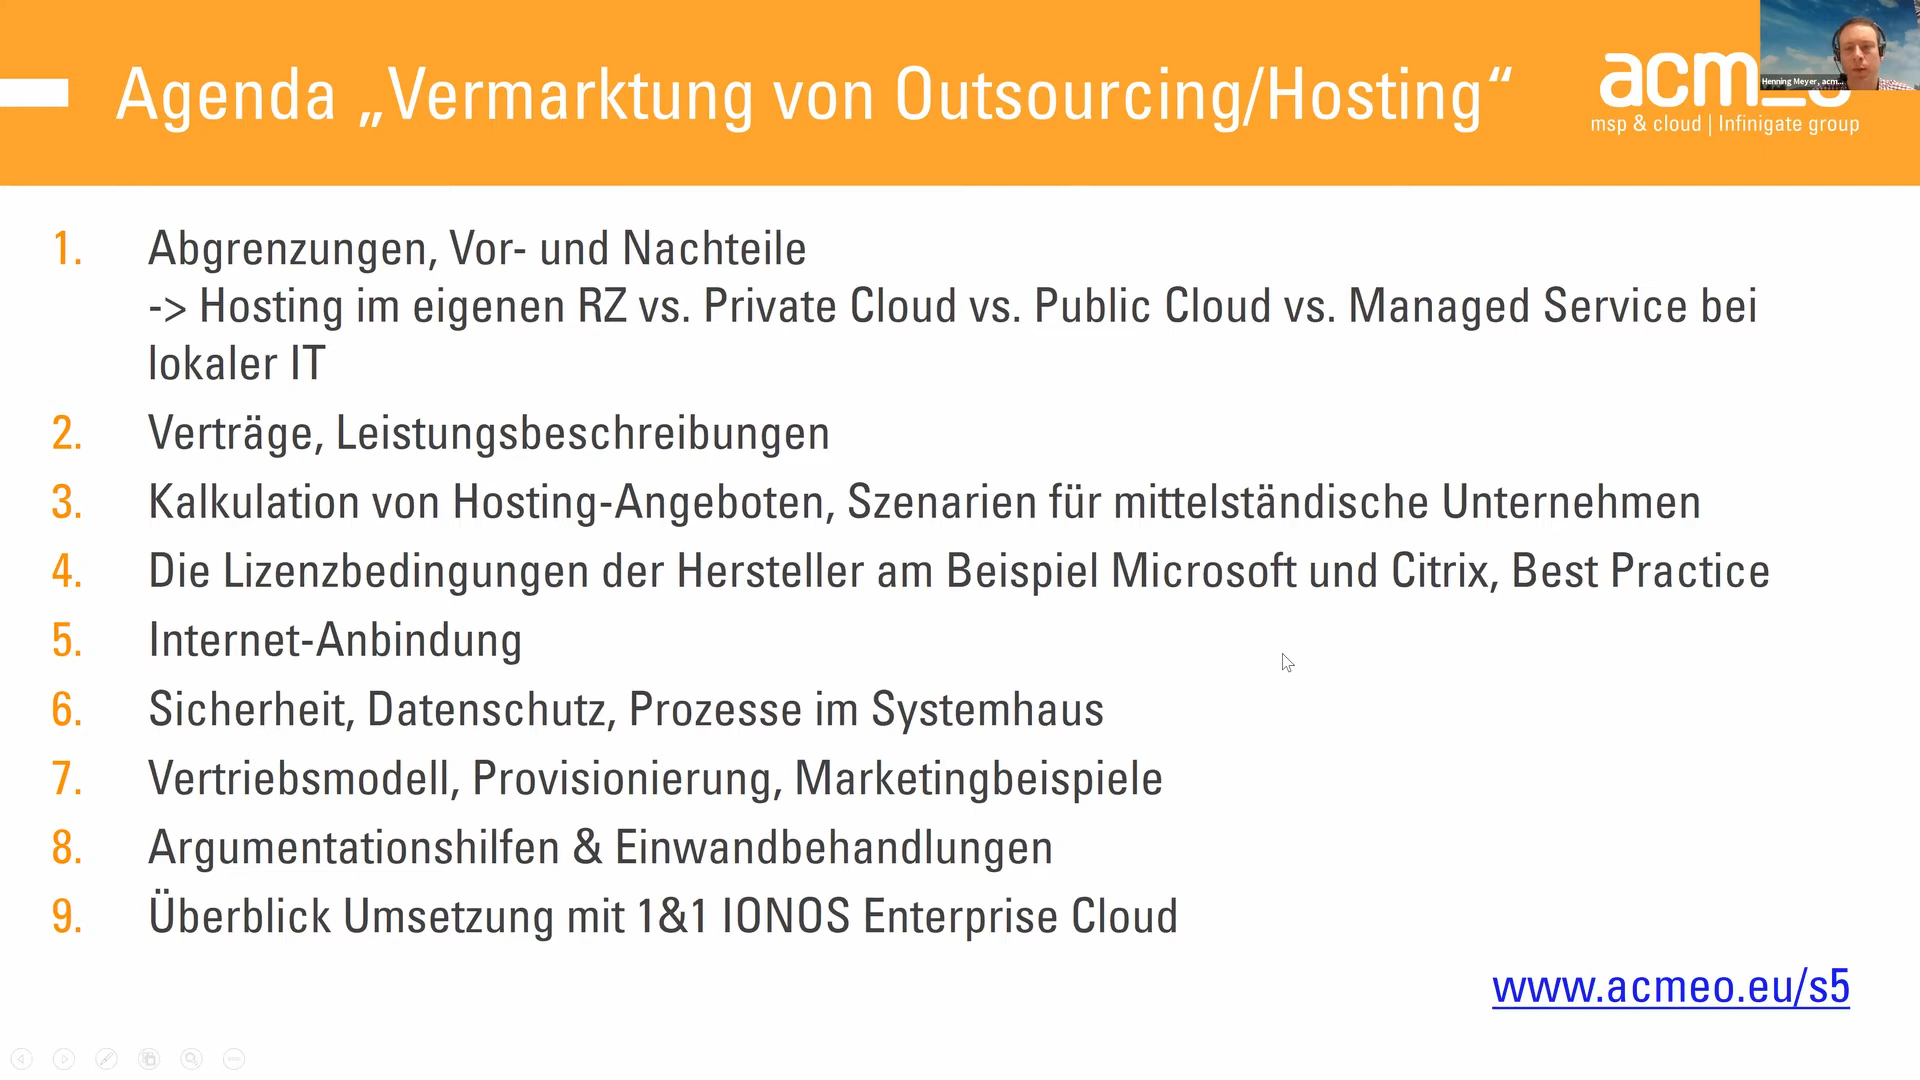 Agenda „Vermarktung von Outsourcing/Hosting“
Henning Meyer, acm...
msp & cloud | Infinigate group
1. Abgrenzungen, Vor- und Nachteile
-> Hosting im eigenen RZ vs. Private Cloud vs. Public Cloud vs. Managed Service bei
lokaler IT
2. Verträge, Leistungsbeschreibungen
3. Kalkulation von Hosting-Angeboten, Szenarien für mittelständische Unternehmen
4. Die Lizenzbedingungen der Hersteller am Beispiel Microsoft und Citrix, Best Practice
5. Internet-Anbindung
6. Sicherheit, Datenschutz, Prozesse im Systemhaus
7. Vertriebsmodell, Provisionierung, Marketingbeispiele
8. Argumentationshilfen & Einwandbehandlungen
9. Überblick Umsetzung mit 1&1 IONOS Enterprise Cloud
www.acmeo.eu/s5